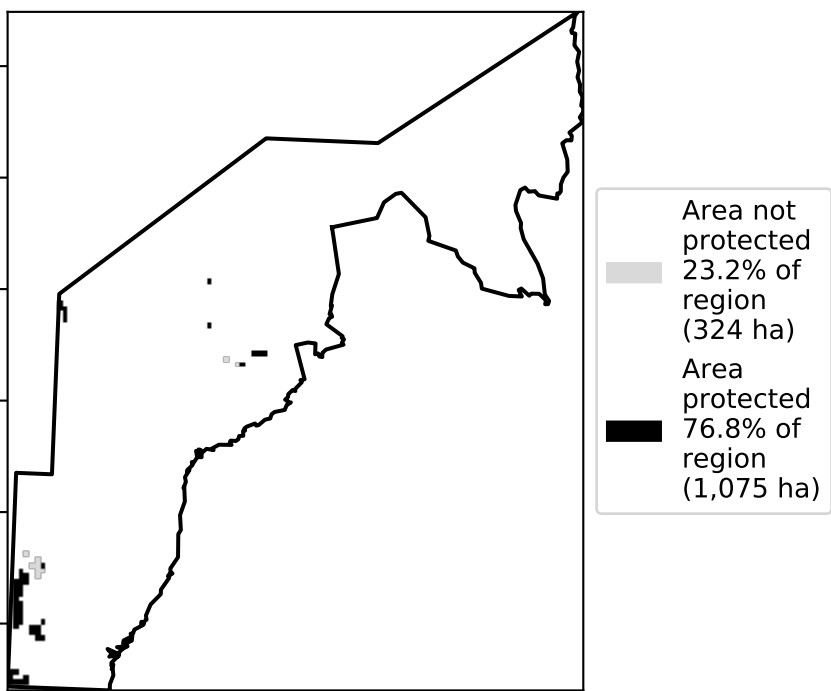 Area not
protected
23.2% of
region
(324 ha)
Area
protected
76.8% of
region
(1,075 ha)